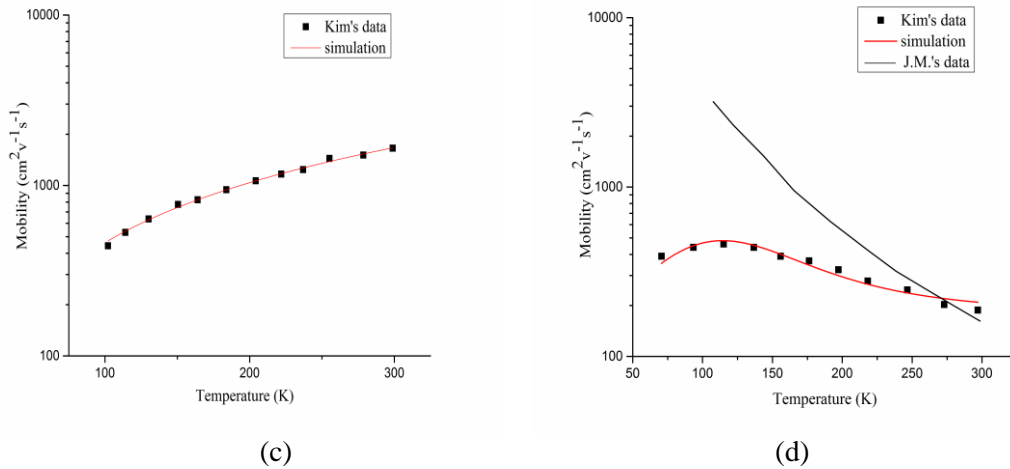 10000
Kim's data
simulation
Mobility (cm2v-1s-1)
1000
100
100
200
300
Temperature (K)
(c)
10000
Kim's data
simulation
J.M.'s data
Mobility (cm2v-1s-1)
1000
100
50
100
150
200
250
300
Temperature (K)
(d)